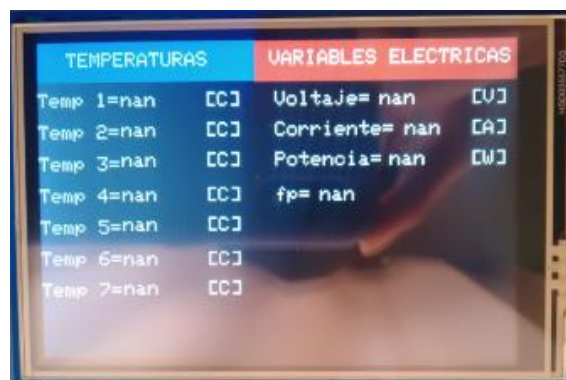 TEMPERATURAS
VARIABLES ELECTRICAS
Temp 1=nan [C]
Temp 2=nan [C]
Temp 3=nan [C]
Temp 4=nan [C]
Temp 5=nan [C]
Temp 6=nan [C]
Temp 7=nan [C]
Voltaje= nan [V]
Corriente= nan [A]
Potencia= nan [W]
fp= nan